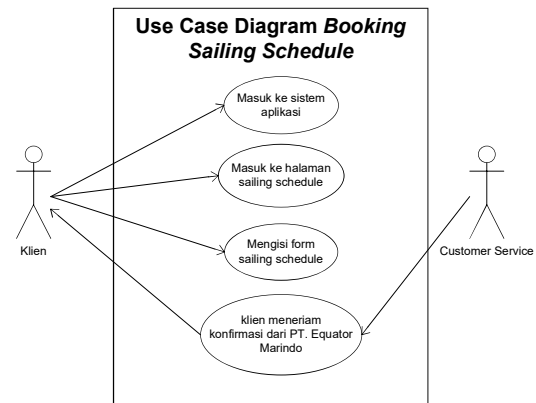 Use Case Diagram Booking
Sailing Schedule
Masuk ke sistem
aplikasi
Masuk ke halaman
sailing schedule
Klien
Customer Service
Mengisi form
sailing schedule
klien meneriam
konfirmasi dari PT. Equator
Marindo